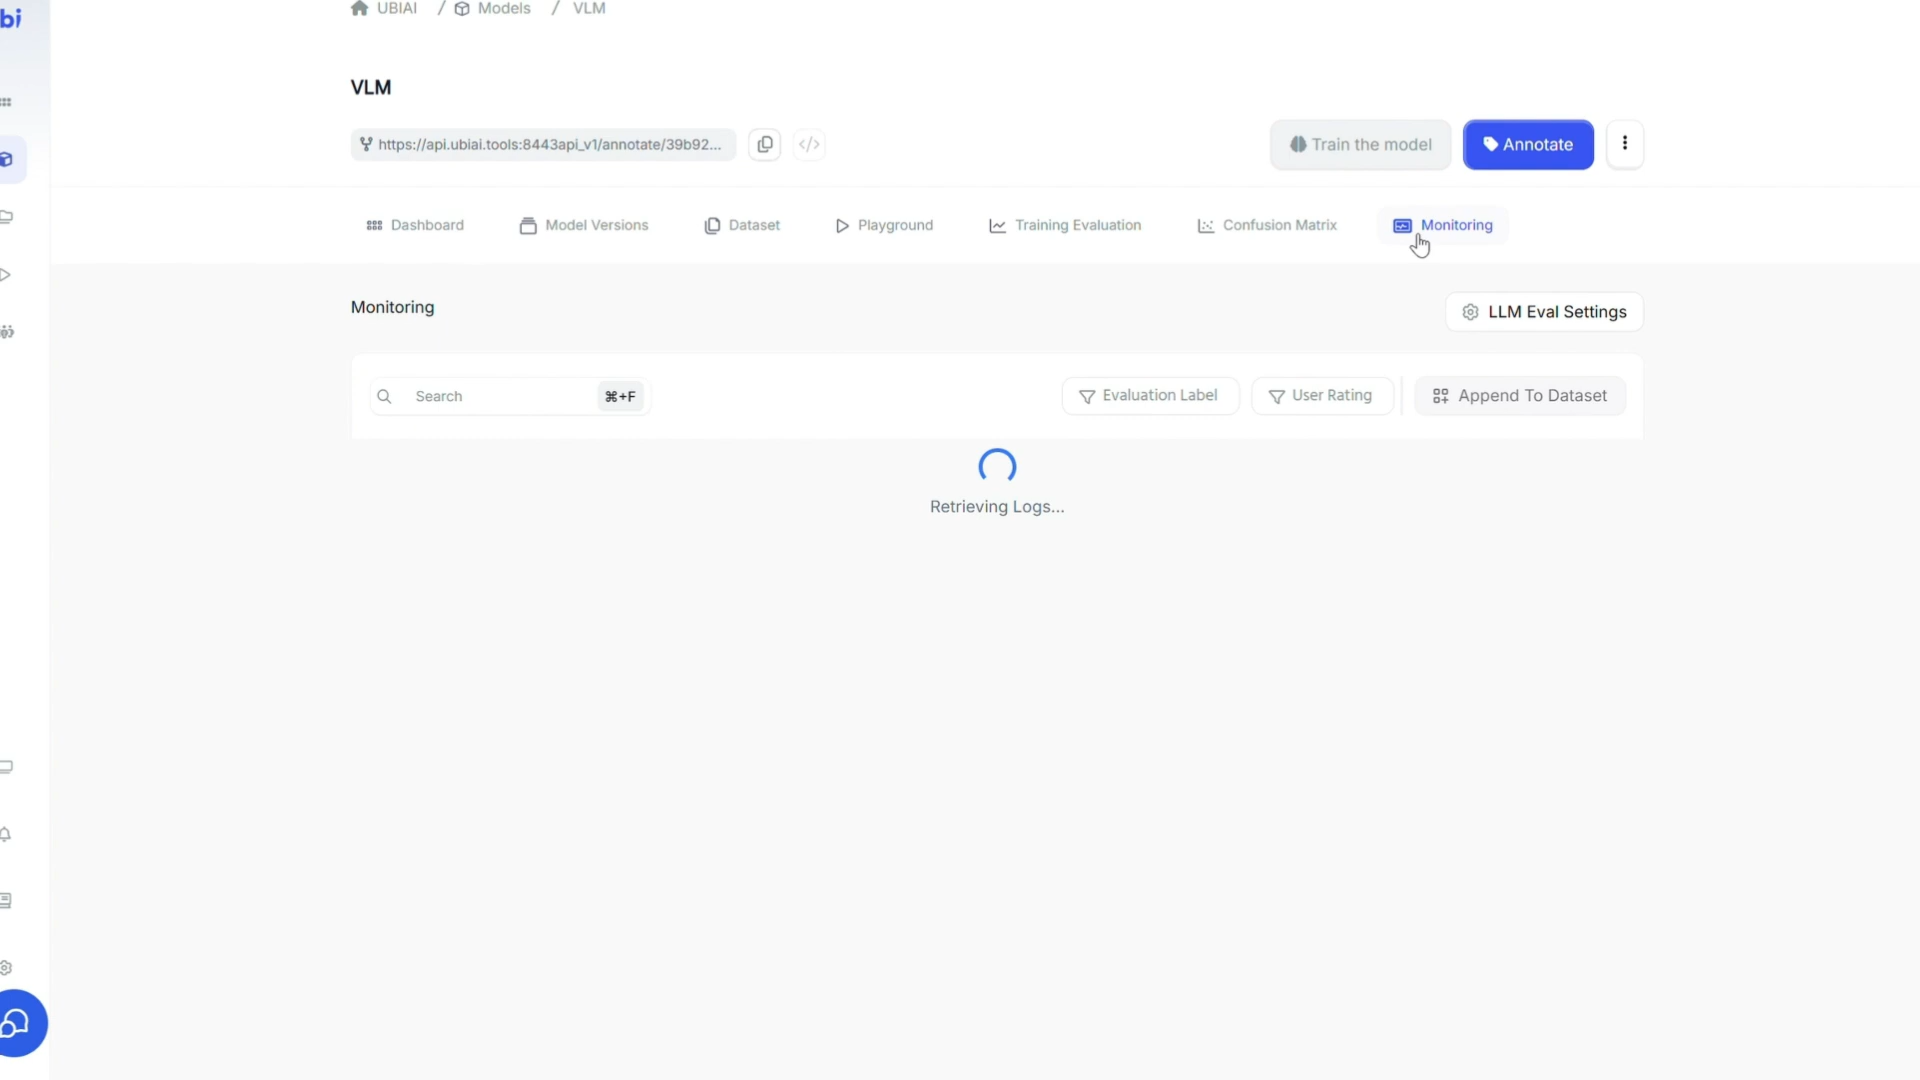 bi
UBIAI / Models / VLM
VLM
https://api.ubiai.tools:8443api_v1/annotate/39b92...
</>
Train the model
Annotate
Dashboard
Model Versions
Dataset
Playground
Training Evaluation
Confusion Matrix
Monitoring
Monitoring
LLM Eval Settings
Search
⌘+F
Evaluation Label
User Rating
Append To Dataset
Retrieving Logs...